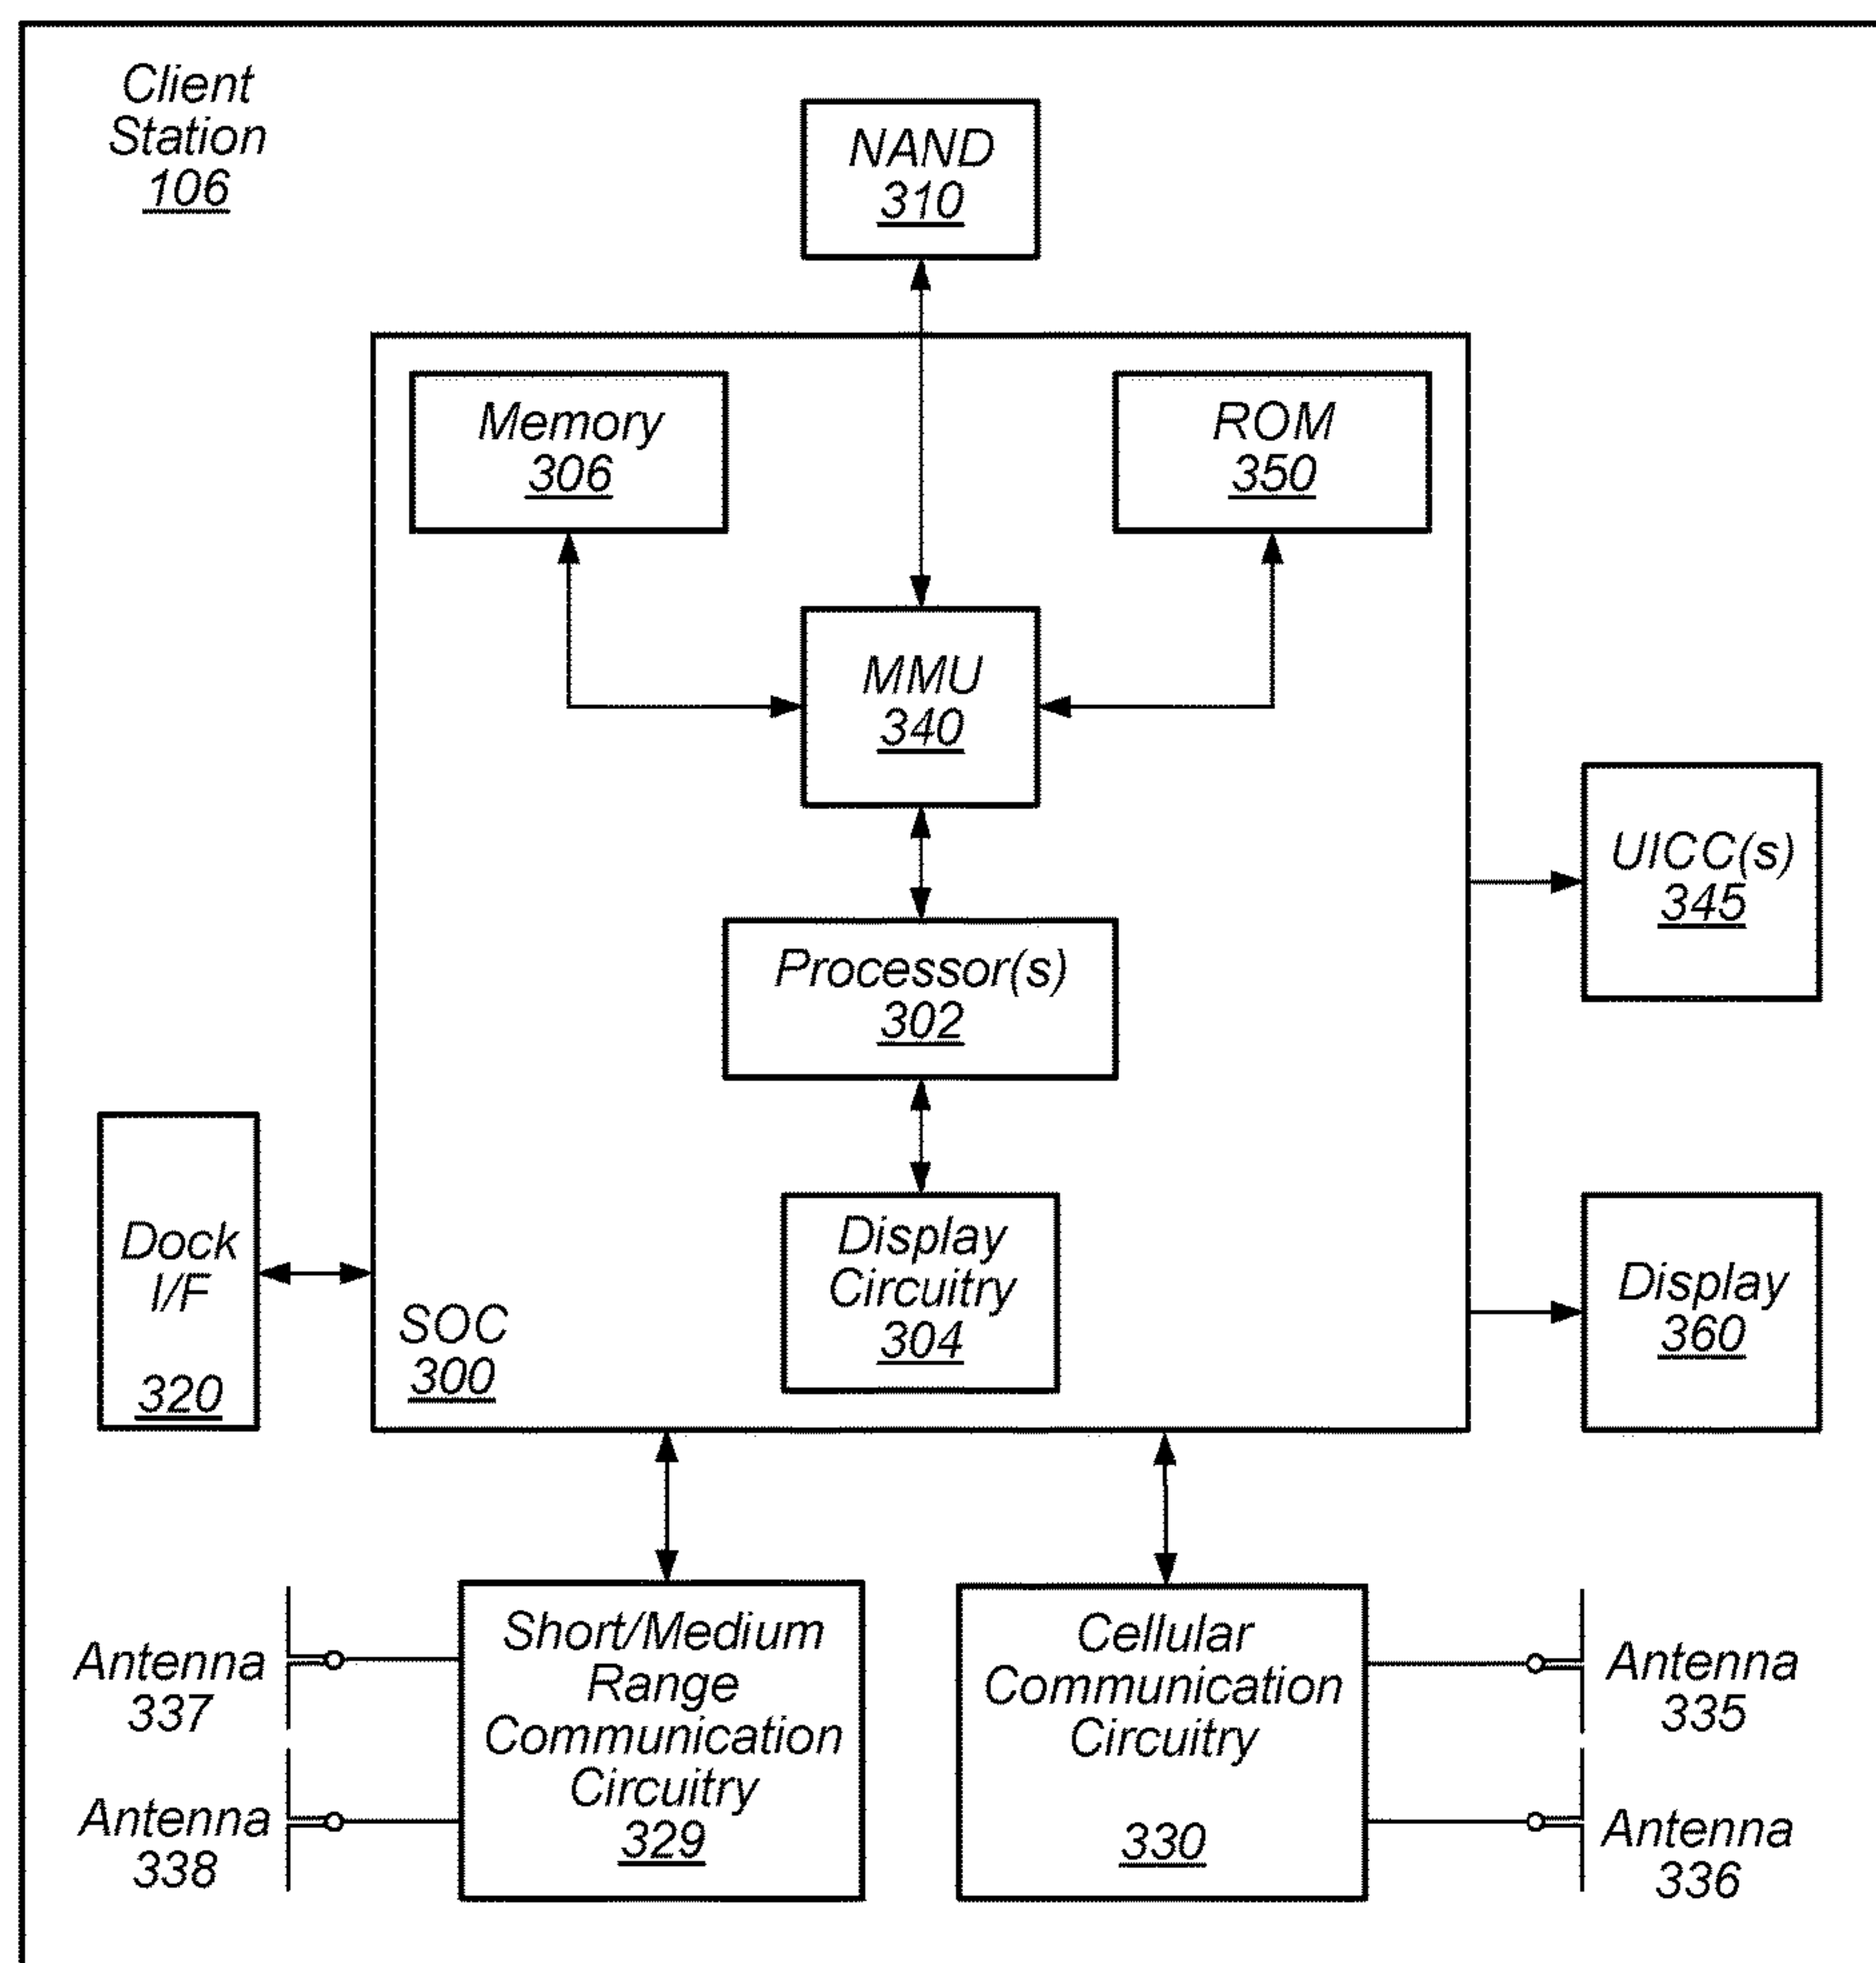 Client
Station
106
NAND
310
Memory
306
ROM
350
MMU
340
UICC(s)
345
Processor(s)
302
Dock
I/F
320
Display
Circuitry
304
SOC
300
Display
360
Short/Medium
Range
Communication
Circuitry
329
Cellular
Communication
Circuitry
330
Antenna
337
Antenna
338
Antenna
335
Antenna
336